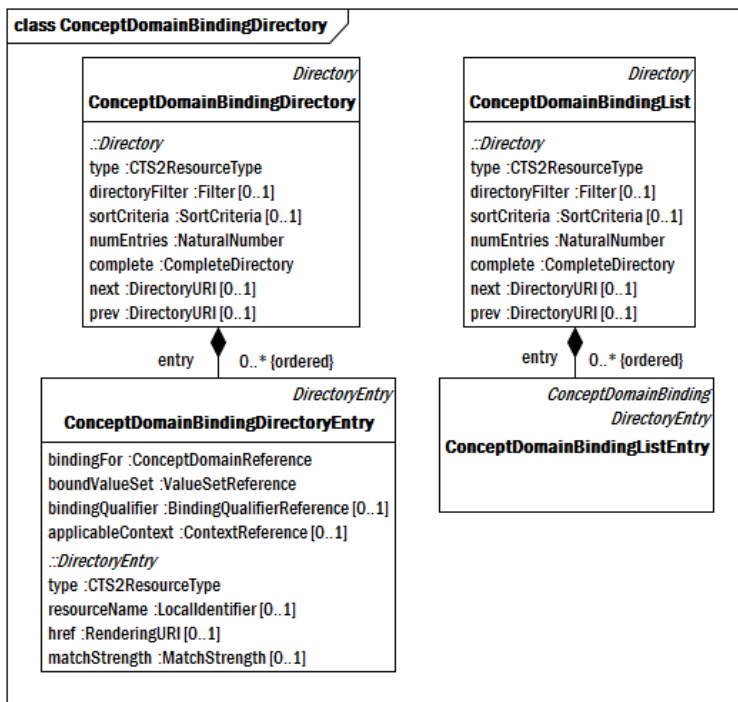 class ConceptDomainBindingDirectory
Directory
ConceptDomainBindingDirectory
::Directory
type :CTS2ResourceType
directoryFilter :Filter [0..1]
sortCriteria :SortCriteria [0..1]
numEntries :NaturalNumber
complete :CompleteDirectory
next :DirectoryURI [0..1]
prev :DirectoryURI [0..1]
entry
0..* {ordered}
DirectoryEntry
ConceptDomainBindingDirectoryEntry
bindingFor :ConceptDomainReference
boundValueSet :ValueSetReference
bindingQualifier :BindingQualifierReference [0..1]
applicableContext :ContextReference [0..1]
::DirectoryEntry
type :CTS2ResourceType
resourceName :LocalIdentifier [0..1]
href :RenderingURI [0..1]
matchStrength :MatchStrength [0..1]
Directory
ConceptDomainBindingList
::Directory
type :CTS2ResourceType
directoryFilter :Filter [0..1]
sortCriteria :SortCriteria [0..1]
numEntries :NaturalNumber
complete :CompleteDirectory
next :DirectoryURI [0..1]
prev :DirectoryURI [0..1]
entry
0..* {ordered}
ConceptDomainBinding
DirectoryEntry
ConceptDomainBindingListEntry